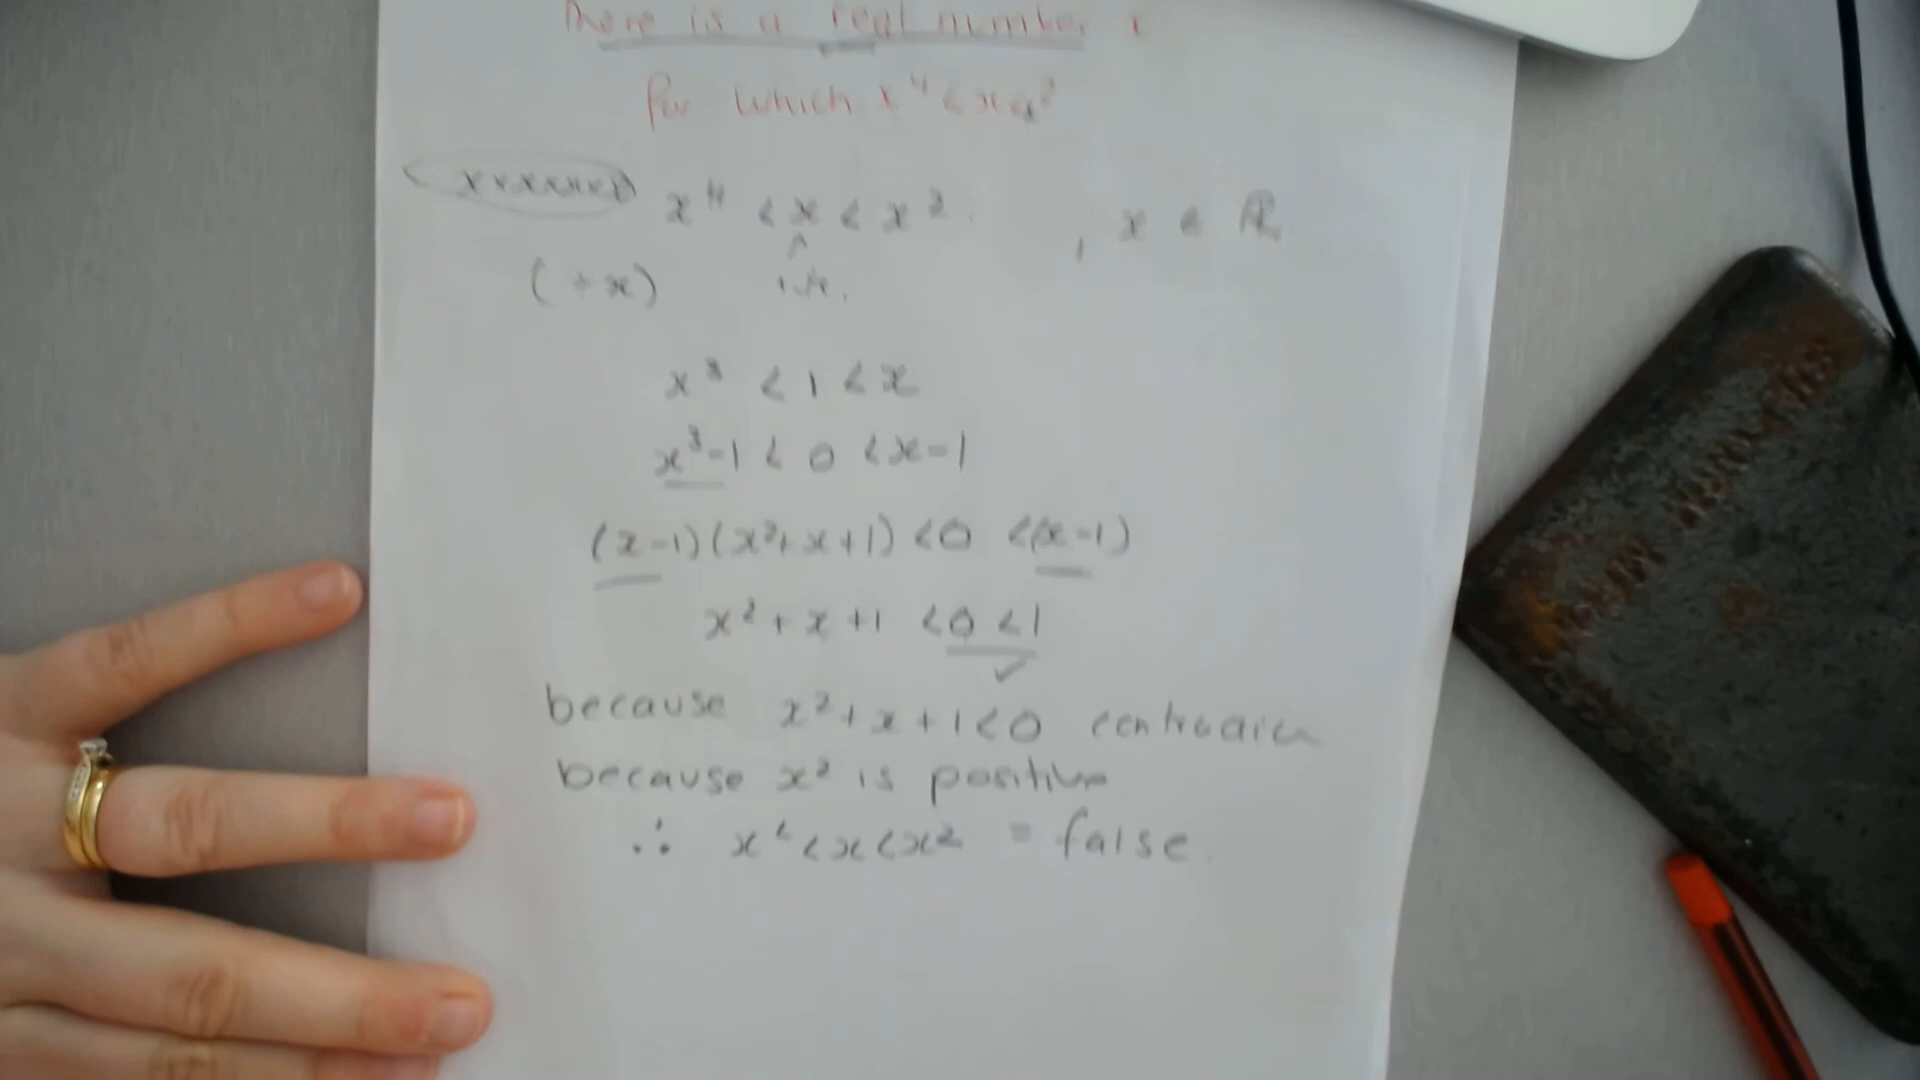 There is a real number x
for which x⁴ < x < x²
x⁴ < x < x² , x ∈ ℝ
(÷x)
x³ < 1 < x
x³-1 < 0 < x-1
(x-1)(x²+x+1) < 0 < (x-1)
x²+x+1 < 0 < 1
because x²+x+1<0
because x² is positive
∴ x⁴ < x < x² = false.